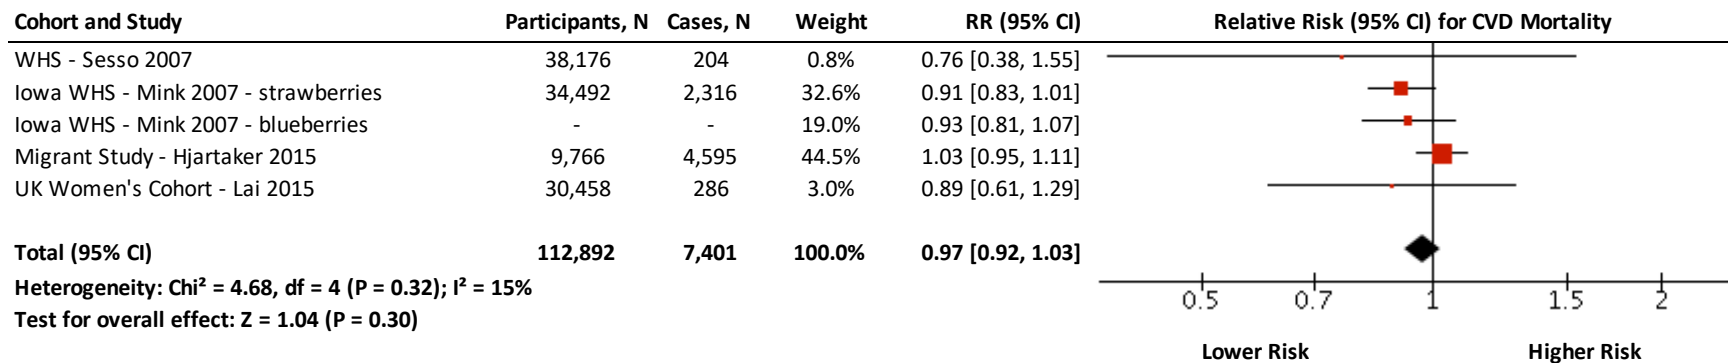 Cohort and Study Participants, N Cases, N Weight RR (95% CI) Relative Risk (95% CI) for CVD Mortality
WHS - Sesso 2007 38,176 204 0.8% 0.76 [0.38, 1.55]
Iowa WHS - Mink 2007 - strawberries 34,492 2,316 32.6% 0.91 [0.83, 1.01]
Iowa WHS - Mink 2007 - blueberries - - 19.0% 0.93 [0.81, 1.07]
Migrant Study - Hjartaker 2015 9,766 4,595 44.5% 1.03 [0.95, 1.11]
UK Women's Cohort - Lai 2015 30,458 286 3.0% 0.89 [0.61, 1.29]
Total (95% CI) 112,892 7,401 100.0% 0.97 [0.92, 1.03]
Heterogeneity: Chi² = 4.68, df = 4 (P = 0.32); I² = 15%
0.5 0.7 1 1.5 2
Test for overall effect: Z = 1.04 (P = 0.30)
Lower Risk Higher Risk